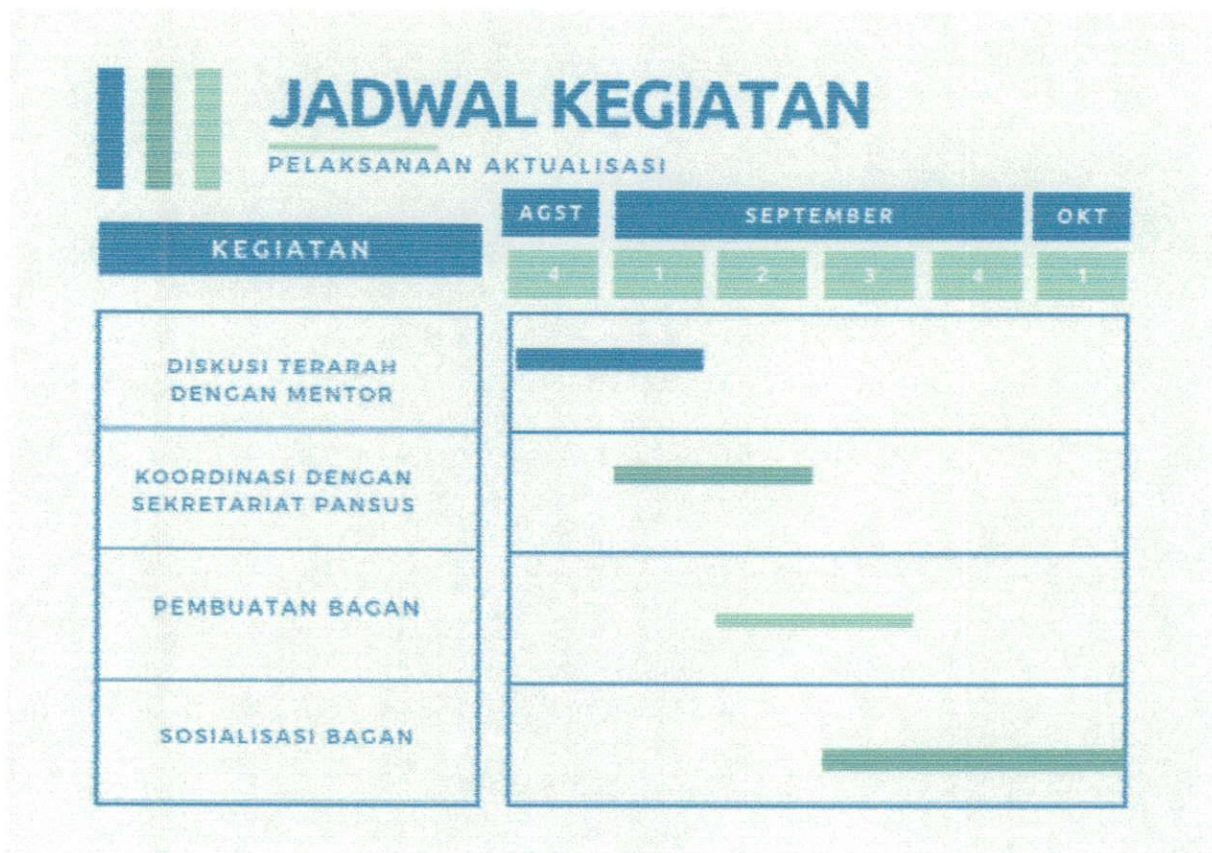 JADWAL KEGIATAN
PELAKSANAAN AKTUALISASI
KEGIATAN
AGST SEPTEMBER OKT
4 1 2 3 4 1
DISKUSI TERARAH
DENGAN MENTOR
KOORDINASI DENGAN
SEKRETARIAT PANSUS
PEMBUATAN BAGAN
SOSIALISASI BAGAN